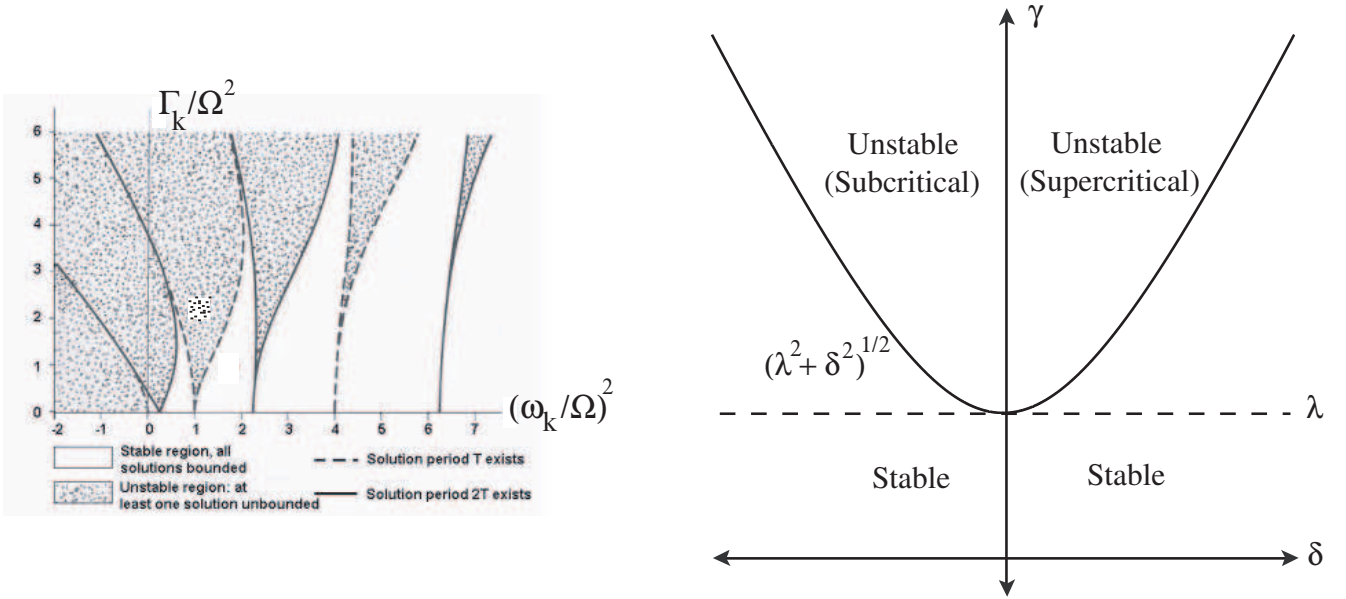 Γk/Ω²
6
5
4
3
2
1
0
-2 -1 0 1 2 3 4 5 6 7
(ωk/Ω)²
Stable region, all
solutions bounded
Unstable region: at
least one solution unbounded
Solution period T exists
Solution period 2T exists
γ
Unstable
(Subcritical)
Unstable
(Supercritical)
(λ²+ δ²)^1/2
λ
Stable
Stable
δ